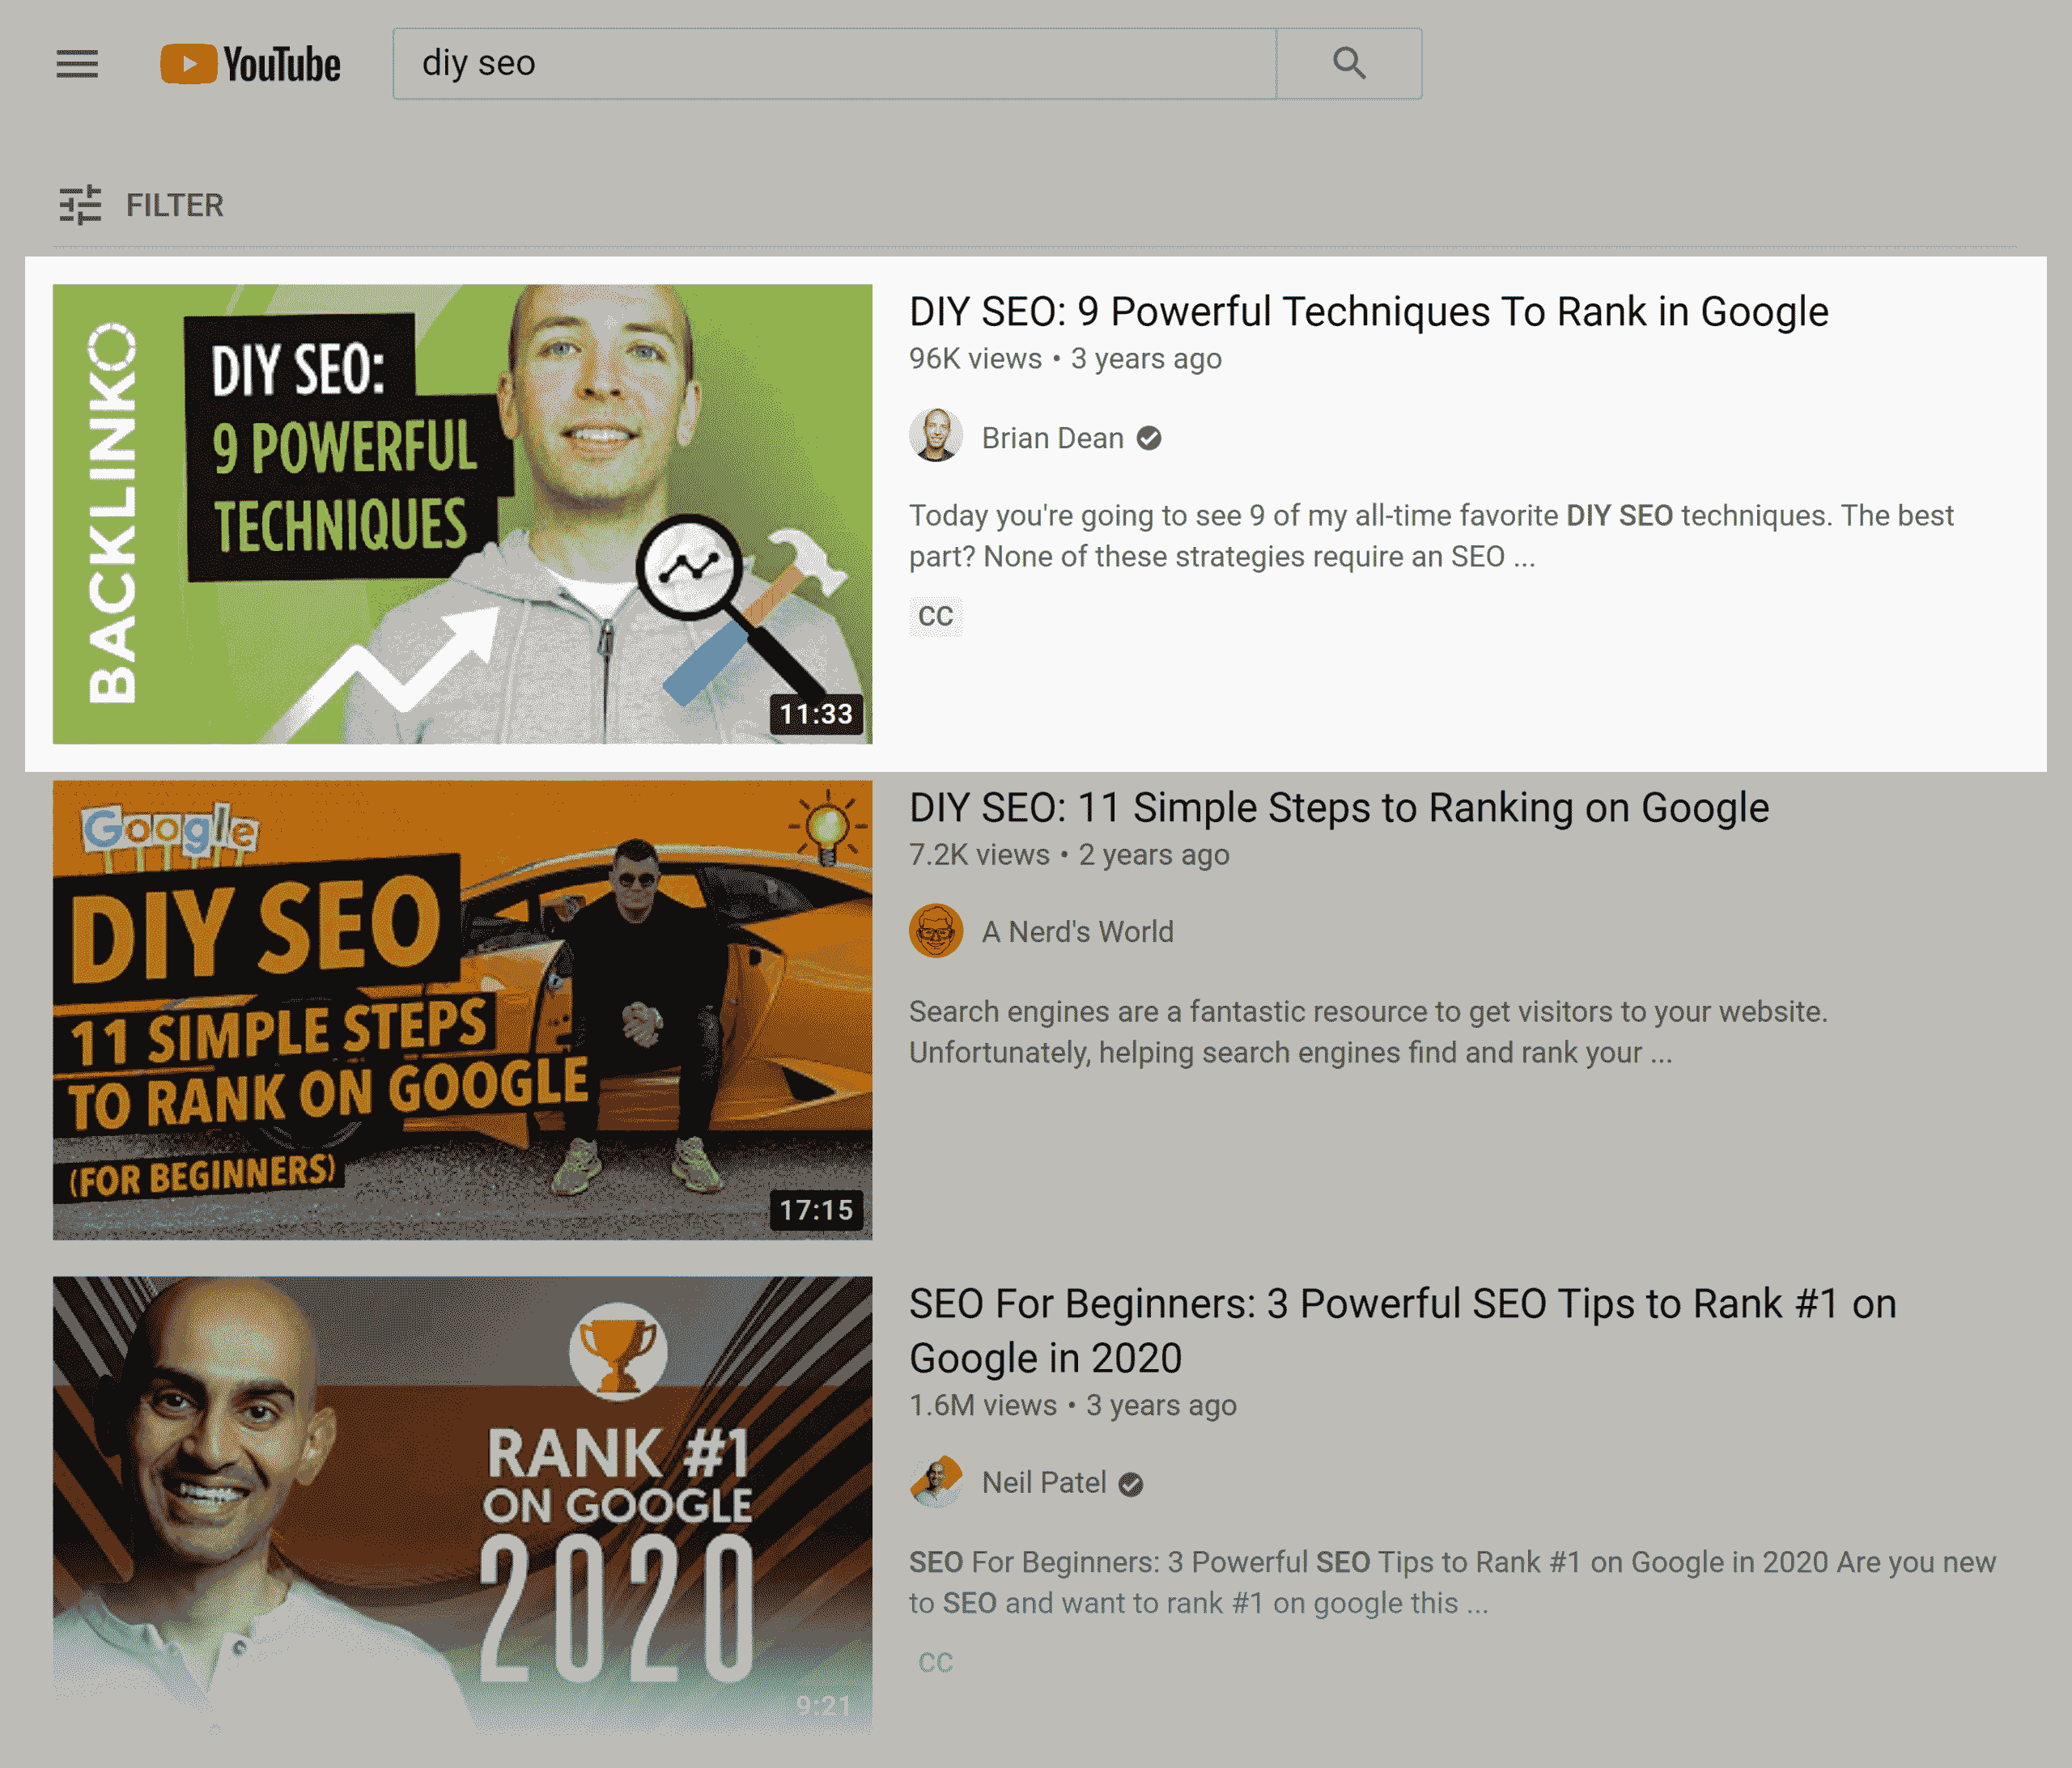 YouTube
diy seo
FILTER
BACKLINKO
DIY SEO:
9 POWERFUL
TECHNIQUES
11:33
DIY SEO: 9 Powerful Techniques To Rank in Google
96K views • 3 years ago
Brian Dean
Today you're going to see 9 of my all-time favorite DIY SEO techniques. The best
part? None of these strategies require an SEO ...
CC
Google
DIY SEO
11 SIMPLE STEPS
TO RANK ON GOOGLE
(FOR BEGINNERS)
17:15
DIY SEO: 11 Simple Steps to Ranking on Google
7.2K views • 2 years ago
A Nerd's World
Search engines are a fantastic resource to get visitors to your website.
Unfortunately, helping search engines find and rank your ...
RANK #1
ON GOOGLE
2020
9:21
SEO For Beginners: 3 Powerful SEO Tips to Rank #1 on
Google in 2020
1.6M views • 3 years ago
Neil Patel
SEO For Beginners: 3 Powerful SEO Tips to Rank #1 on Google in 2020 Are you new
to SEO and want to rank #1 on google this ...
CC